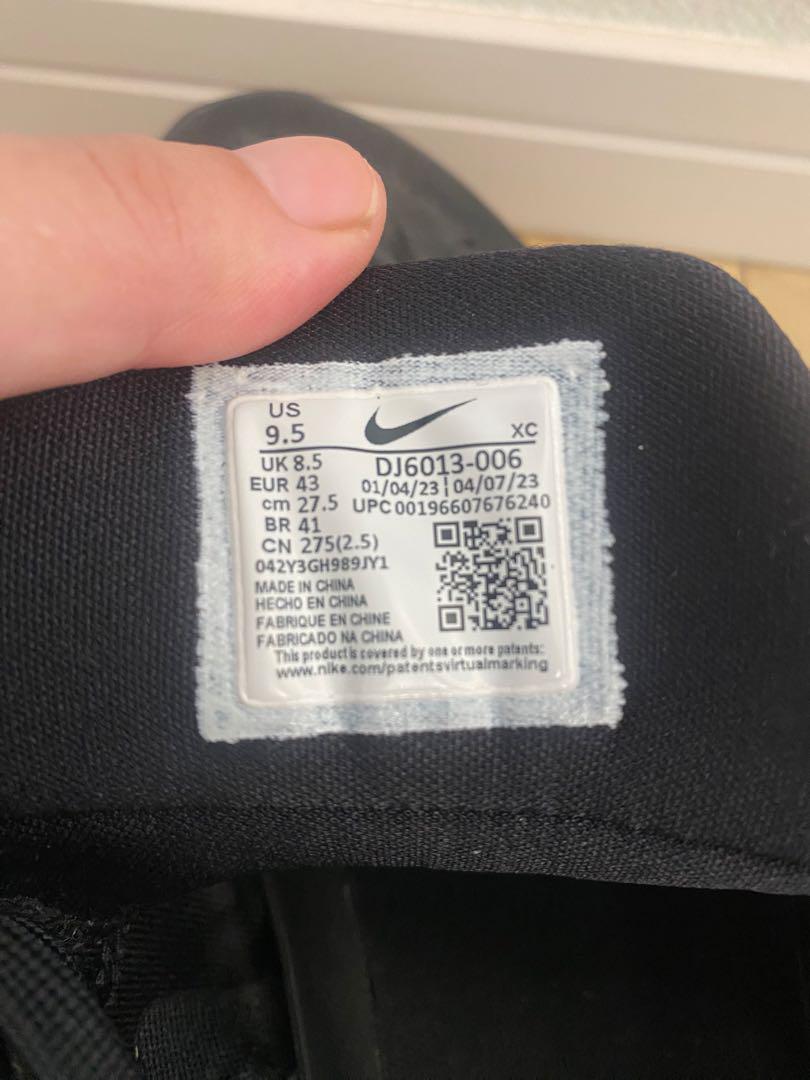 US
9.5
XC
UK 8.5 DJ6013-006
EUR 43 01/04/23 | 04/07/23
cm 27.5 UPC 00196607676240
BR 41
CN 275(2.5)
042Y3GH989JY1
MADE IN CHINA
HECHO EN CHINA
FABRIQUE EN CHINE
FABRICADO NA CHINA
This product is covered by one or more patents:
www.nike.com/patentsvirtualmarking